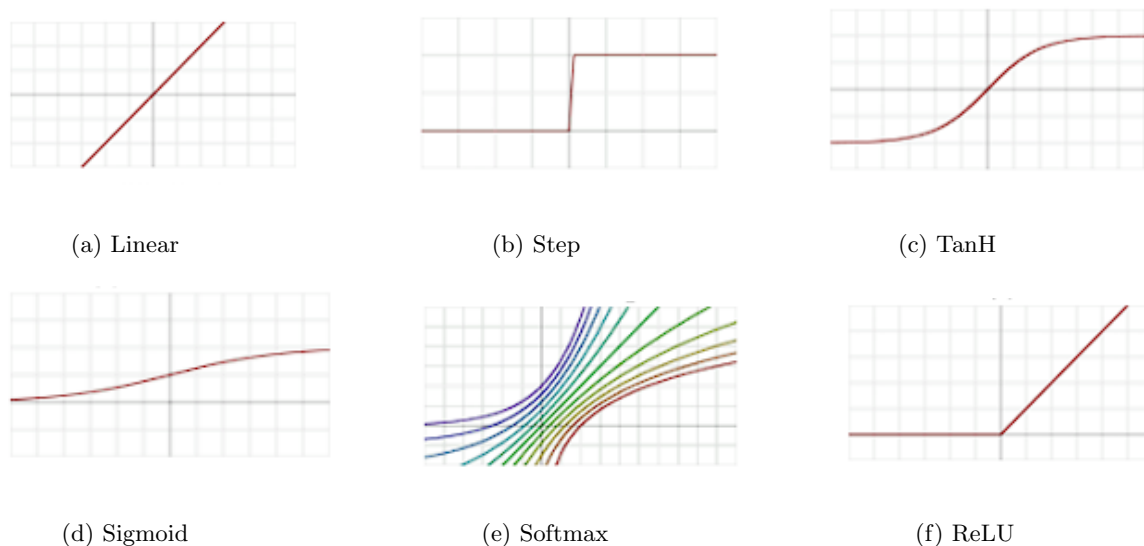 (a) Linear
(b) Step
(c) TanH
(d) Sigmoid
(e) Softmax
(f) ReLU